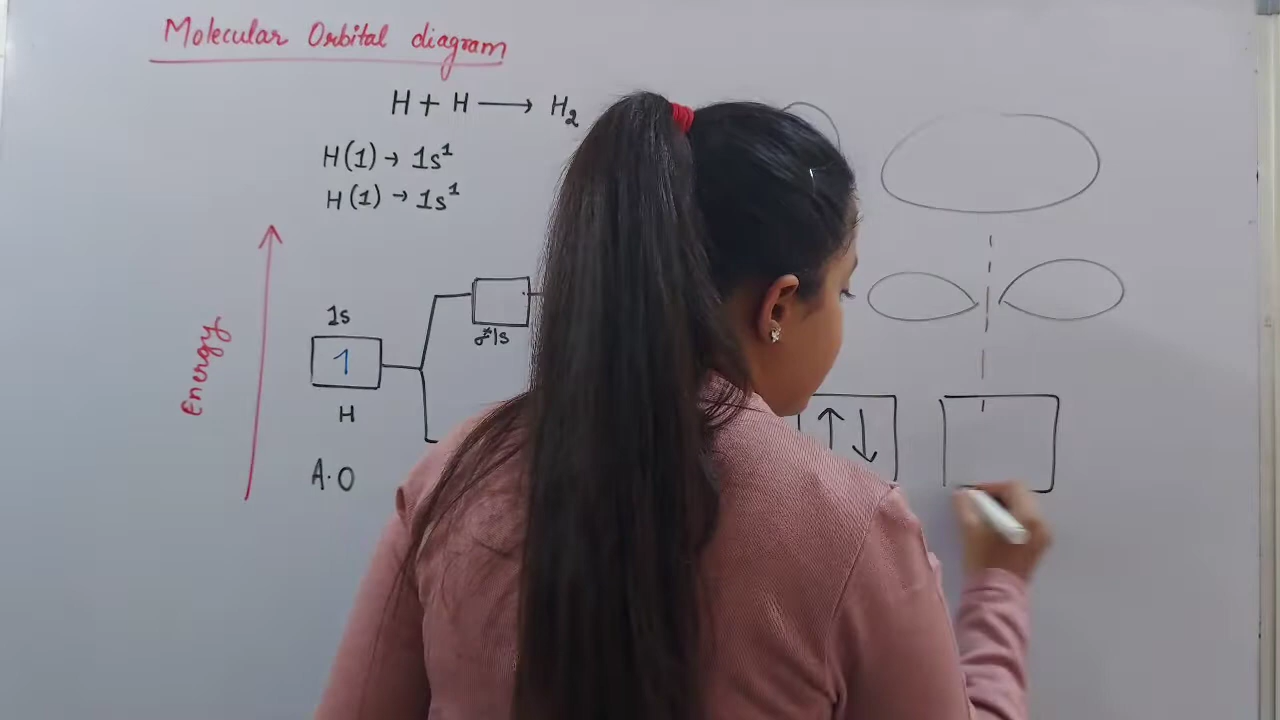 Molecular Orbital diagram
H + H → H₂
H(1) → 1s¹
H(1) → 1s¹
Energy
1s
1
H
A.O
σ*1s
↑ ↓